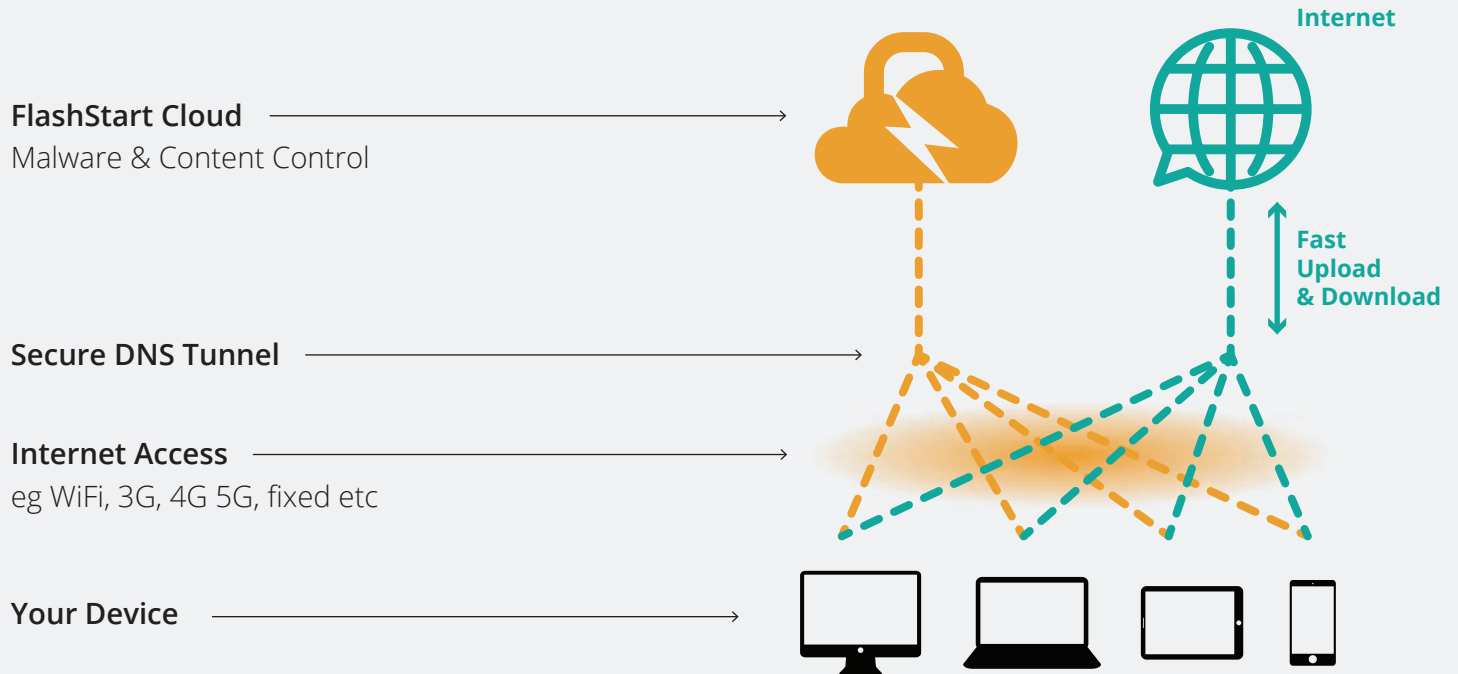 Internet
FlashStart Cloud
Malware & Content Control
Fast
Upload
& Download
Secure DNS Tunnel
Internet Access
eg WiFi, 3G, 4G 5G, fixed etc
Your Device